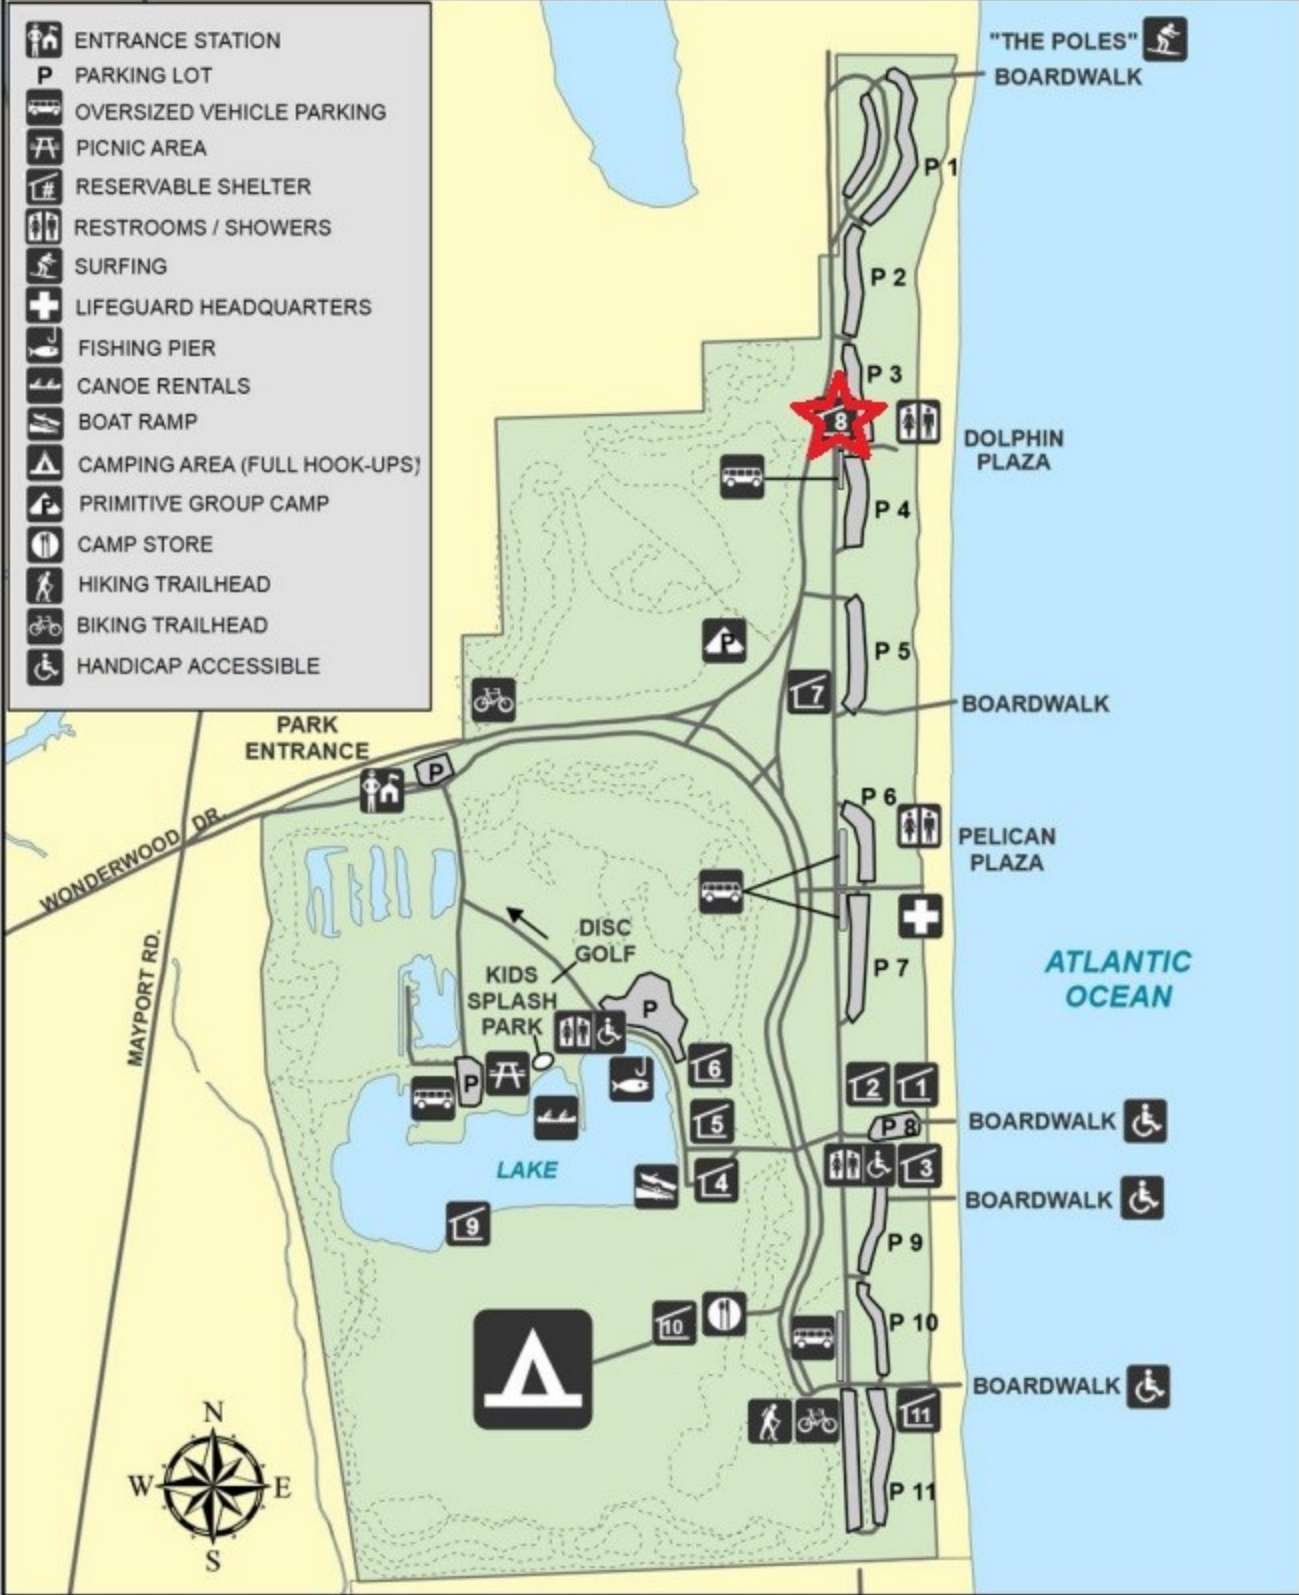 ENTRANCE STATION
P PARKING LOT
OVERSIZED VEHICLE PARKING
PICNIC AREA
# RESERVABLE SHELTER
RESTROOMS / SHOWERS
SURFING
LIFEGUARD HEADQUARTERS
FISHING PIER
CANOE RENTALS
BOAT RAMP
CAMPING AREA (FULL HOOK-UPS)
P PRIMITIVE GROUP CAMP
CAMP STORE
HIKING TRAILHEAD
BIKING TRAILHEAD
HANDICAP ACCESSIBLE
"THE POLES"
BOARDWALK
P 1
P 2
P 3
8
DOLPHIN
PLAZA
P 4
P
P 5
7
BOARDWALK
PARK
ENTRANCE
P
WONDERWOOD DR.
MAYPORT RD.
P 6
PELICAN
PLAZA
P 7
ATLANTIC
OCEAN
DISC
GOLF
KIDS
SPLASH
PARK
P
6
P
2
1
5
P 8
BOARDWALK
LAKE
4
3
BOARDWALK
9
P 9
10
P 10
BOARDWALK
11
P 11
N
W
E
S